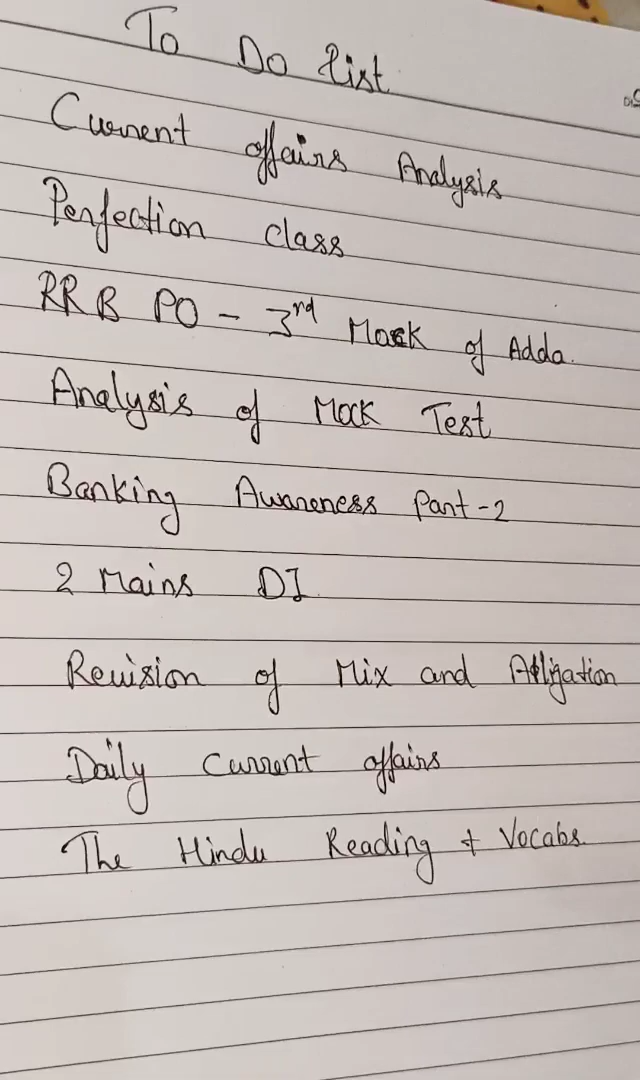 To Do list
Current affairs Analysis
Perfection class
RRB PO - 3rd Mock of Adda.
Analysis of Mock Test
Banking Awareness Part-2
2 Mains DI
Revision of Mix and Alligation
Daily Current affairs
The Hindu Reading + Vocabs.